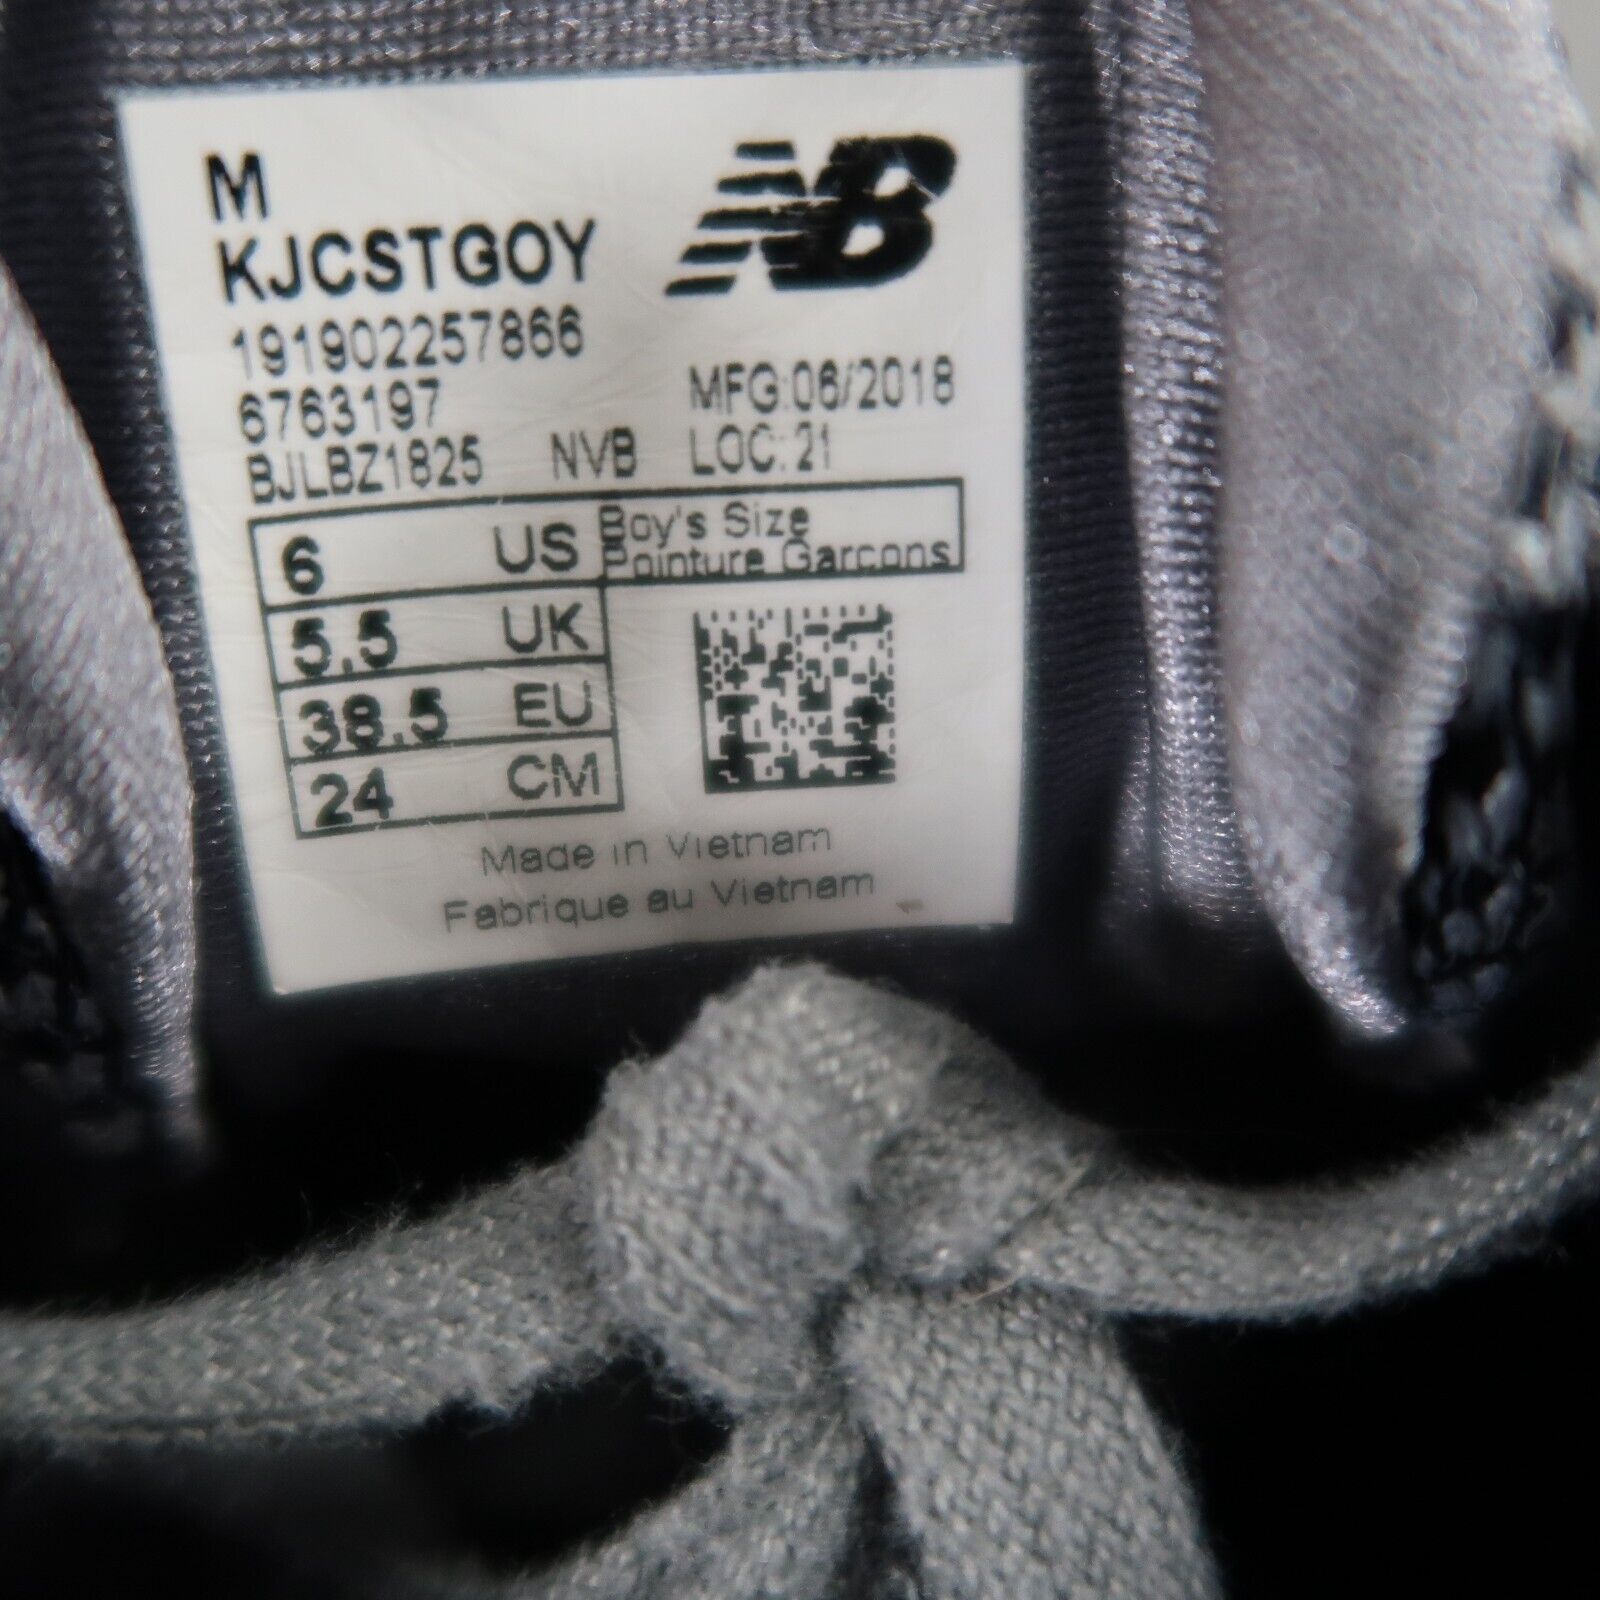 M
KJCSTGOY
NB
191902257866
6763197
MFG:06/2018
BJLBZ1825 NVB LOC:21
6 US Boy's Size
Pointure Garcons
5.5 UK
38.5 EU
24 CM
Made in Vietnam
Fabrique au Vietnam